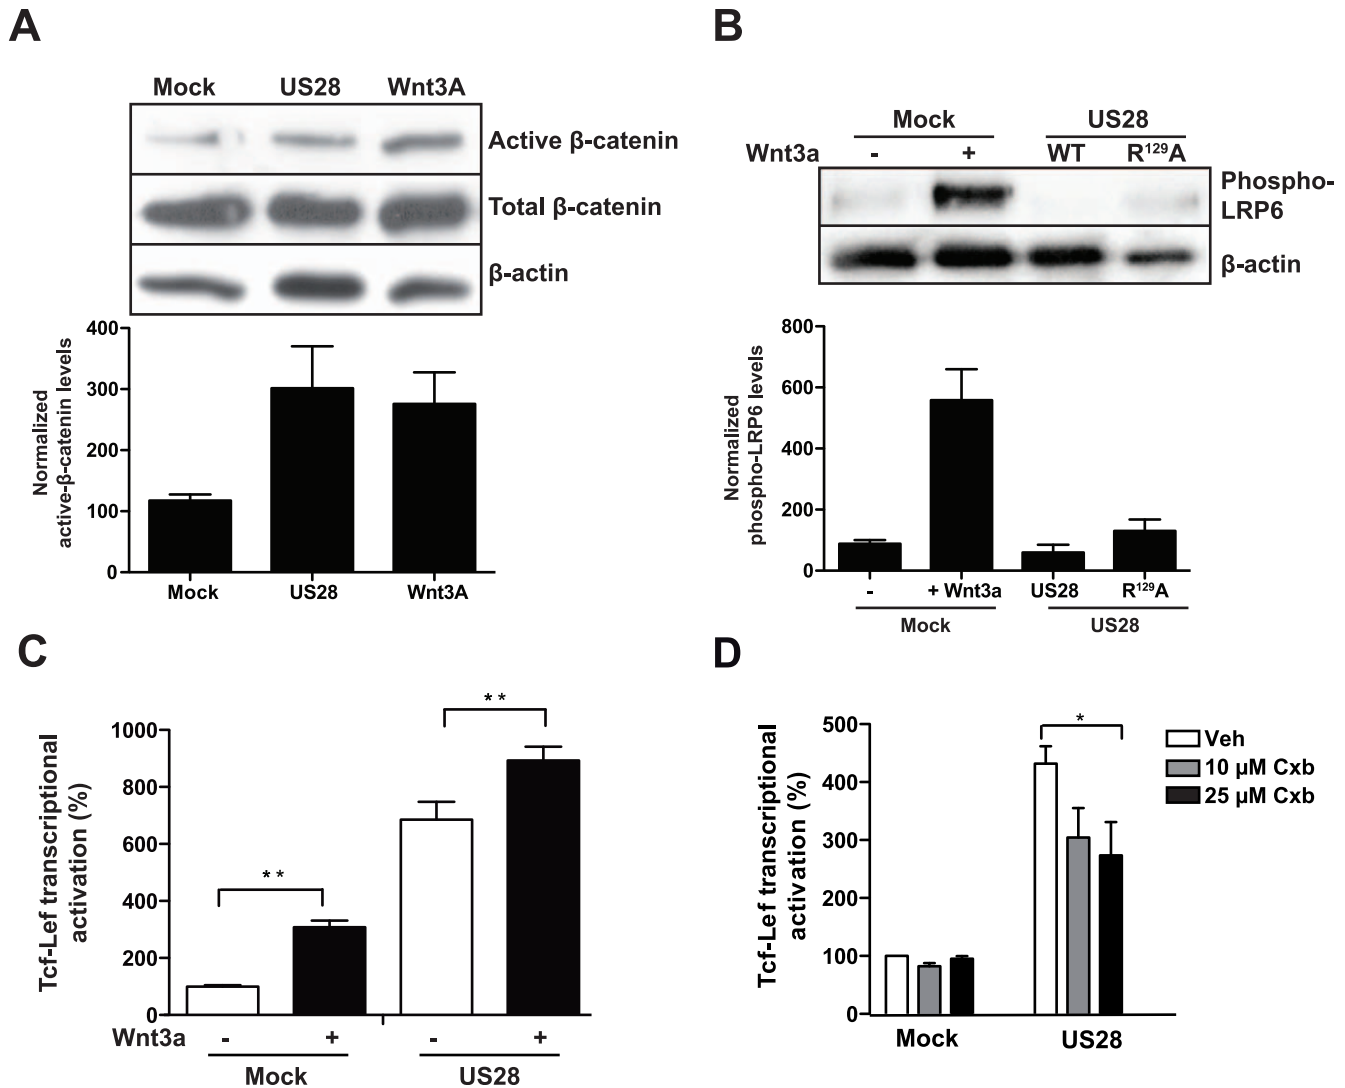 A
Mock US28 Wnt3A
Active β-catenin
Total β-catenin
β-actin
Normalized
active-β-catenin levels
400
300
200
100
0
Mock US28 Wnt3A
B
Mock US28
Wnt3a - + WT R¹²⁹A
Phospho-
LRP6
β-actin
Normalized
phospho-LRP6 levels
800
600
400
200
0
- + Wnt3a US28 R¹²⁹A
Mock US28
C
Tcf-Lef transcriptional
activation (%)
1000
800
600
400
200
0
**
**
Wnt3a - + - +
Mock US28
D
Tcf-Lef transcriptional
activation (%)
500
400
300
200
100
0
*
Veh
10 µM Cxb
25 µM Cxb
Mock US28